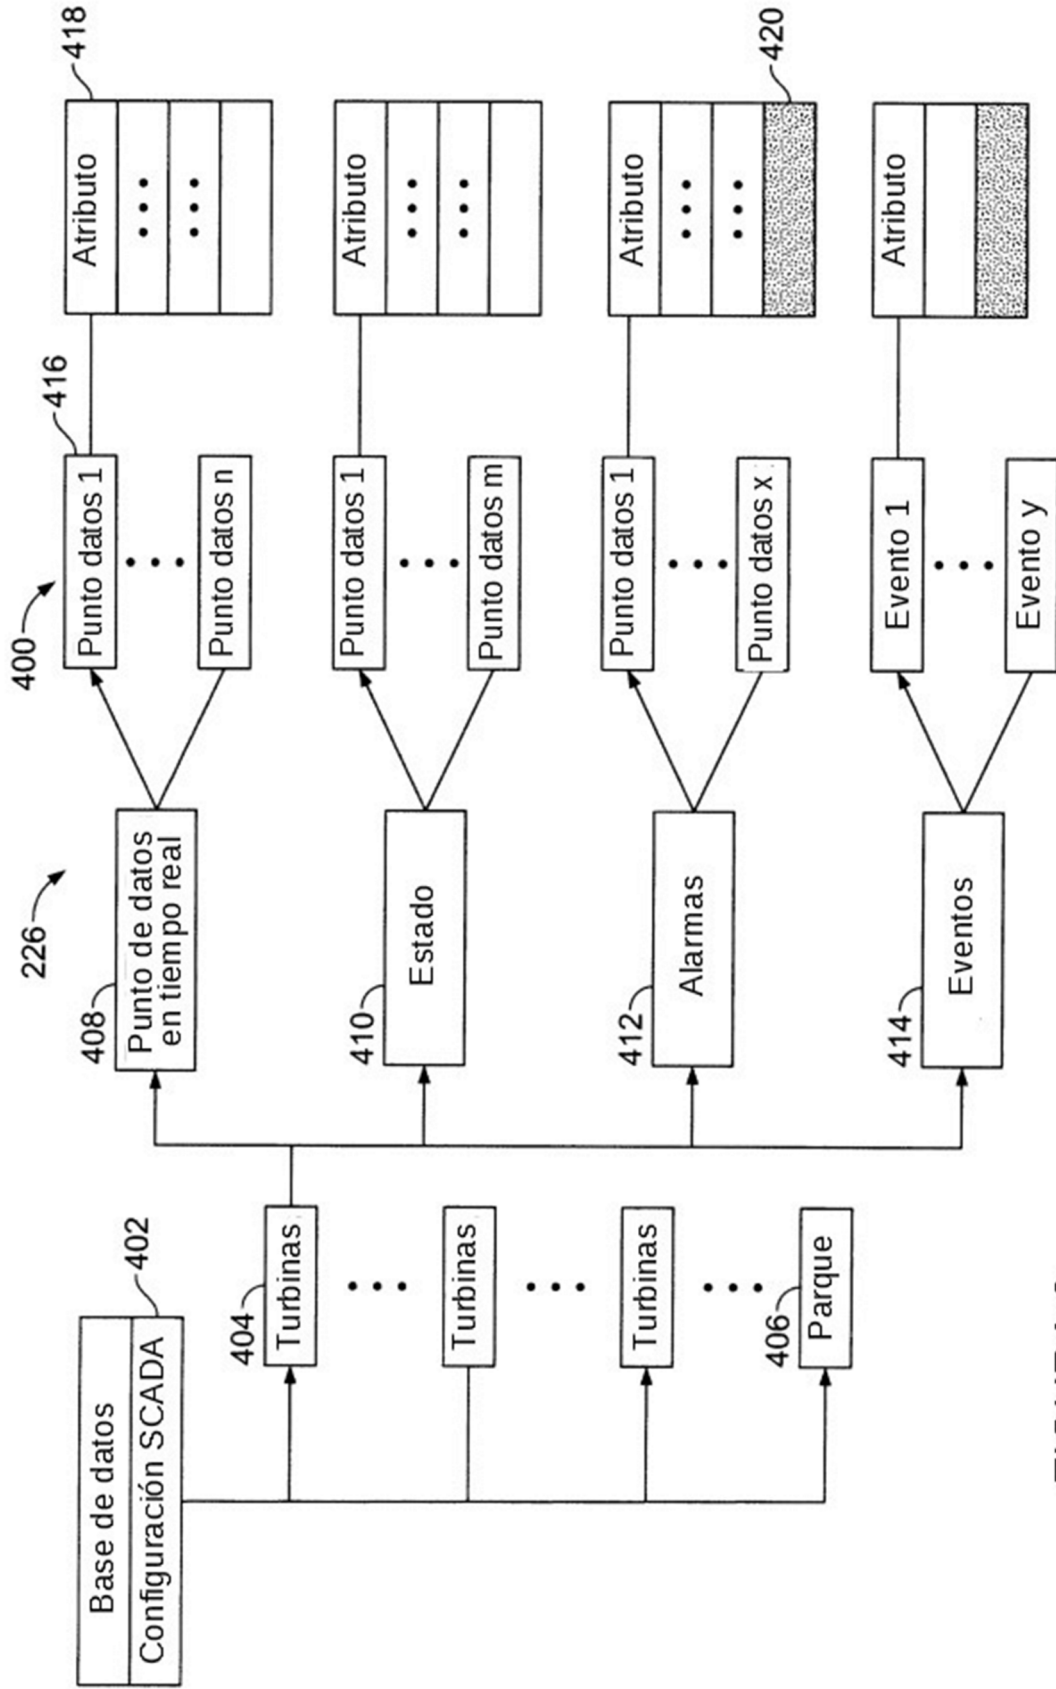 226
400
Base de datos
Configuración SCADA
402
404
Turbinas
Turbinas
Turbinas
406
Parque
408
Punto de datos
en tiempo real
410
Estado
412
Alarmas
414
Eventos
416
Punto datos 1
Punto datos n
Punto datos 1
Punto datos m
Punto datos 1
Punto datos x
Evento 1
Evento y
418
Atributo
Atributo
Atributo
420
Atributo